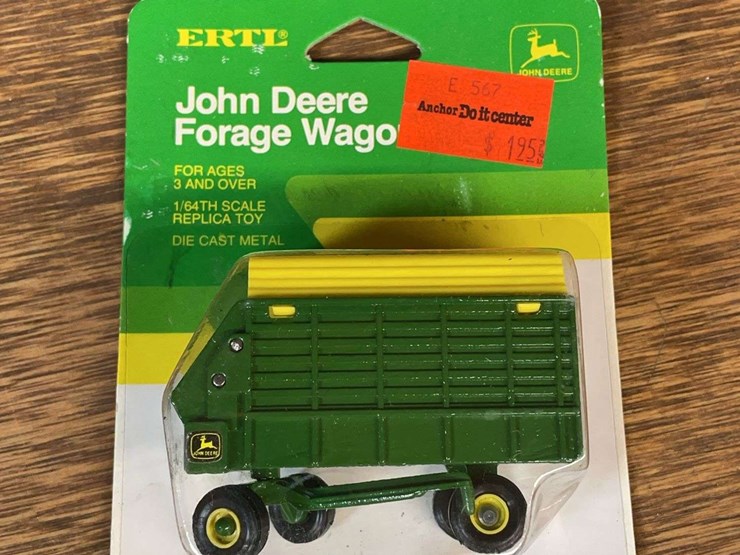 ERTL®
JOHN DEERE
E 567
Anchor Do it center
$ 195
John Deere
Forage Wago
FOR AGES
3 AND OVER
1/64TH SCALE
REPLICA TOY
DIE CAST METAL
JOHN DEERE